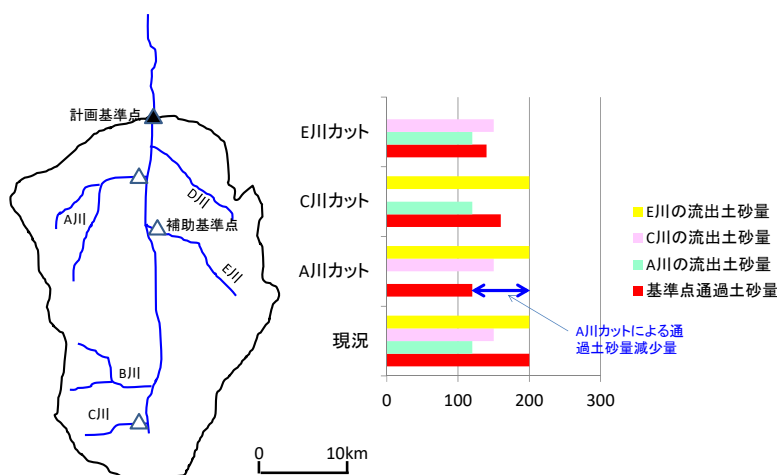 計画基準点
A川
D川
補助基準点
E川
B川
C川
0 10km
E川カット
C川カット
A川カット
現況
0 100 200 300
E川の流出土砂量
C川の流出土砂量
A川の流出土砂量
基準点通過土砂量
A川カットによる通
過土砂量減少量